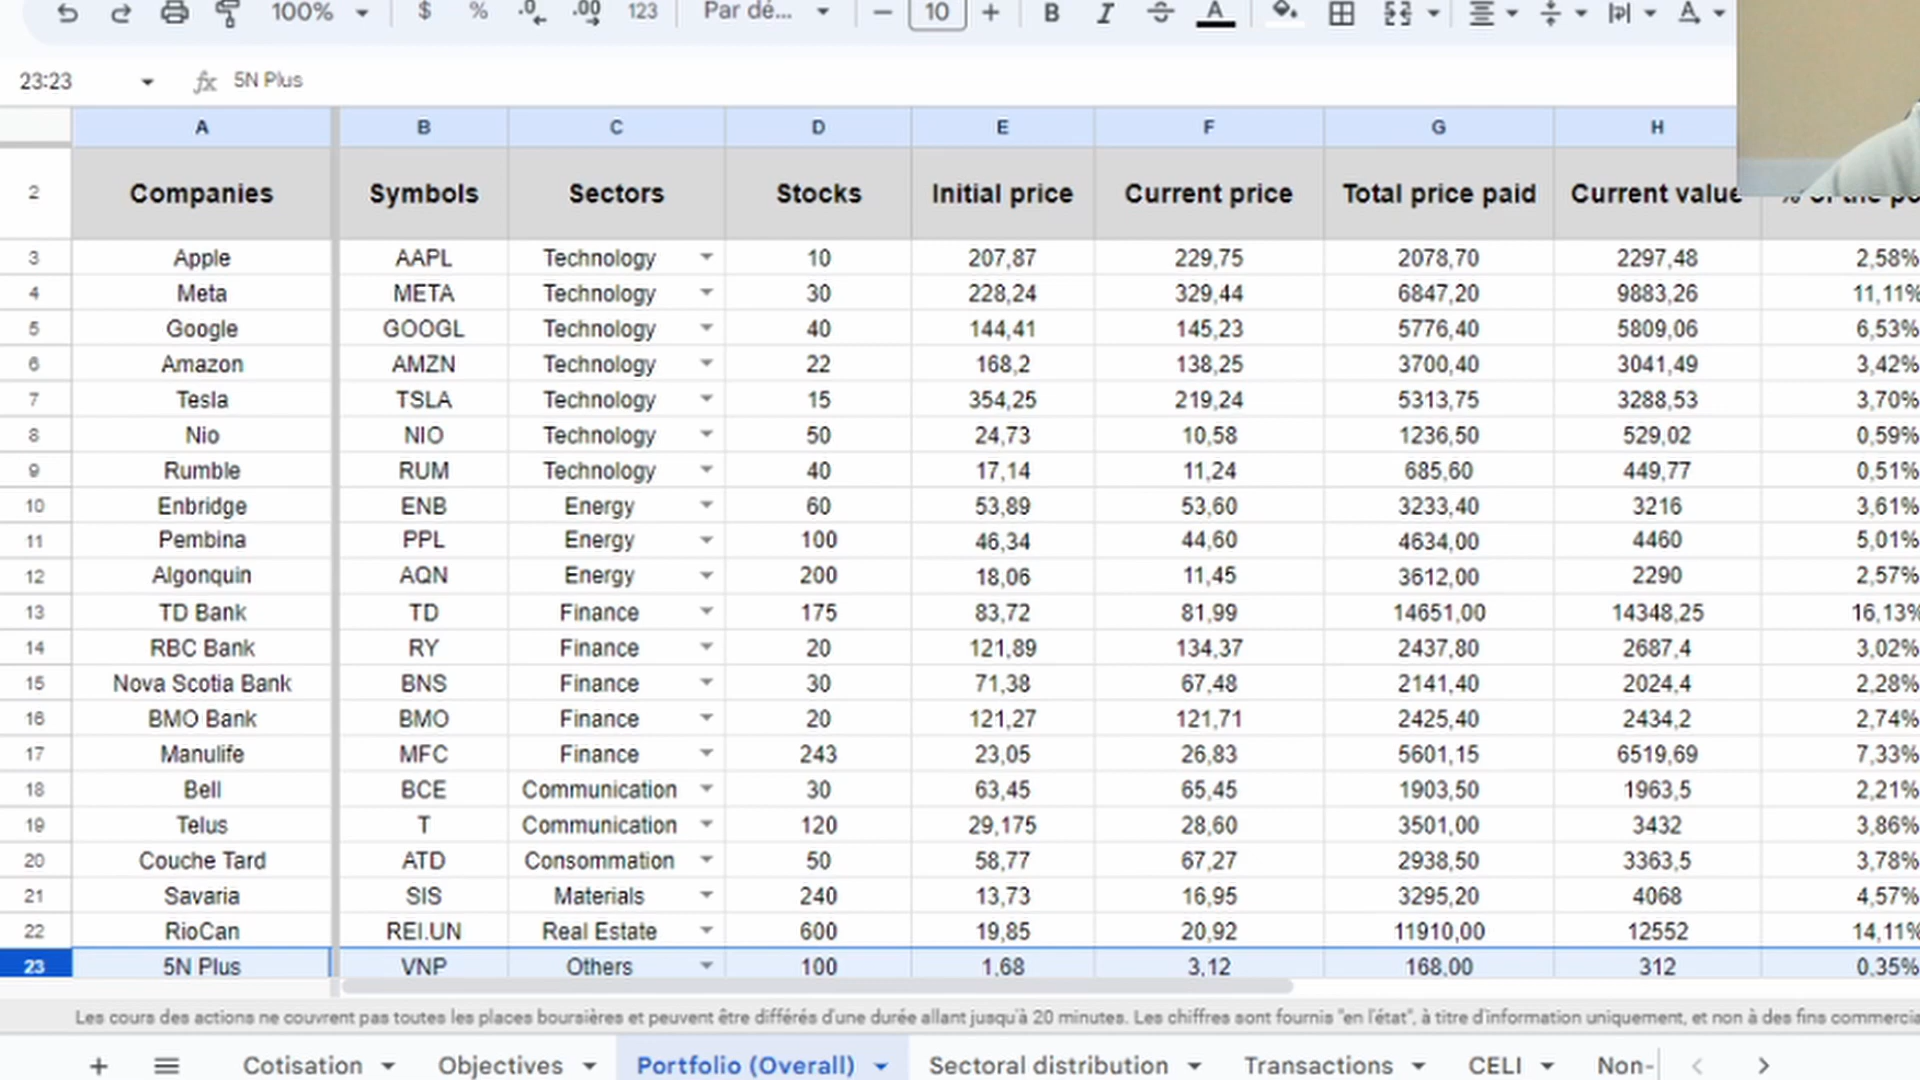 100% $ % .0 .00 123 Par dé... 10 B I S A A
23:23 fx 5N Plus
A B C D E F G H
2 Companies Symbols Sectors Stocks Initial price Current price Total price paid Current value
3 Apple AAPL Technology 10 207,87 229,75 2078,70 2297,48 2,58%
4 Meta META Technology 30 228,24 329,44 6847,20 9883,26 11,11%
5 Google GOOGL Technology 40 144,41 145,23 5776,40 5809,06 6,53%
6 Amazon AMZN Technology 22 168,2 138,25 3700,40 3041,49 3,42%
7 Tesla TSLA Technology 15 354,25 219,24 5313,75 3288,53 3,70%
8 Nio NIO Technology 50 24,73 10,58 1236,50 529,02 0,59%
9 Rumble RUM Technology 40 17,14 11,24 685,60 449,77 0,51%
10 Enbridge ENB Energy 60 53,89 53,60 3233,40 3216 3,61%
11 Pembina PPL Energy 100 46,34 44,60 4634,00 4460 5,01%
12 Algonquin AQN Energy 200 18,06 11,45 3612,00 2290 2,57%
13 TD Bank TD Finance 175 83,72 81,99 14651,00 14348,25 16,13%
14 RBC Bank RY Finance 20 121,89 134,37 2437,80 2687,4 3,02%
15 Nova Scotia Bank BNS Finance 30 71,38 67,48 2141,40 2024,4 2,28%
16 BMO Bank BMO Finance 20 121,27 121,71 2425,40 2434,2 2,74%
17 Manulife MFC Finance 243 23,05 26,83 5601,15 6519,69 7,33%
18 Bell BCE Communication 30 63,45 65,45 1903,50 1963,5 2,21%
19 Telus T Communication 120 29,175 28,60 3501,00 3432 3,86%
20 Couche Tard ATD Consommation 50 58,77 67,27 2938,50 3363,5 3,78%
21 Savaria SIS Materials 240 13,73 16,95 3295,20 4068 4,57%
22 RioCan REI.UN Real Estate 600 19,85 20,92 11910,00 12552 14,11%
23 5N Plus VNP Others 100 1,68 3,12 168,00 312 0,35%
Les cours des actions ne couvrent pas toutes les places boursières et peuvent être différés d'une durée allant jusqu'à 20 minutes. Les chiffres sont fournis "en l'état", à titre d'information uniquement, et non à des fins commercia
Cotisation Objectives Portfolio (Overall) Sectoral distribution Transactions CELI Non-